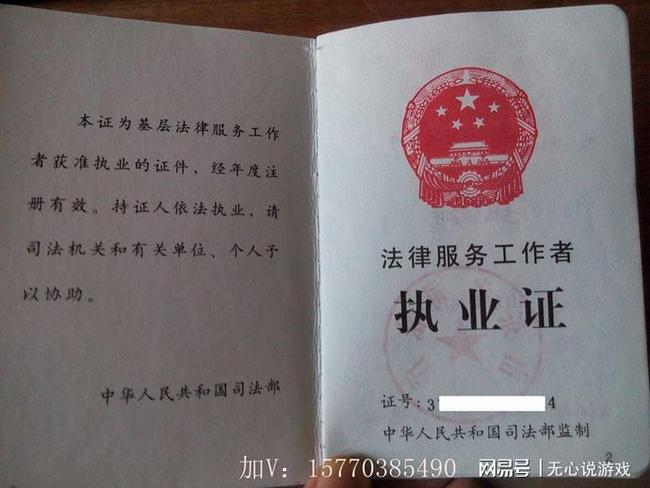 本证为基层法律服务工作
者获准执业的证件，经年度注
册有效。持证人依法执业，请
司法机关和有关单位、个人予
以协助。
中华人民共和国司法部
法律服务工作者
执业证
证号:3 4
中华人民共和国司法部监制
2
加V：15770385490
网易号 | 无心说游戏